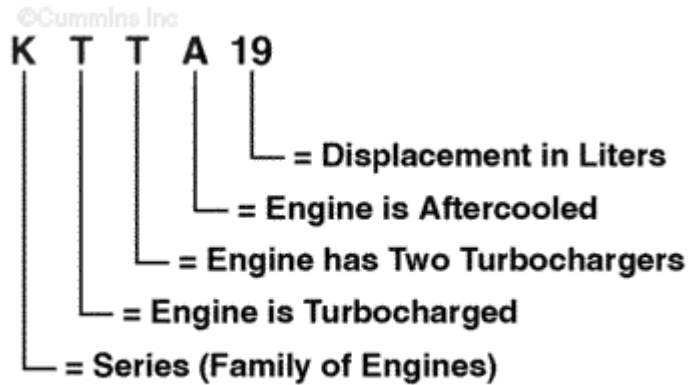 ©Cummins Inc
K T T A 19
= Displacement in Liters
= Engine is Aftercooled
= Engine has Two Turbochargers
= Engine is Turbocharged
= Series (Family of Engines)